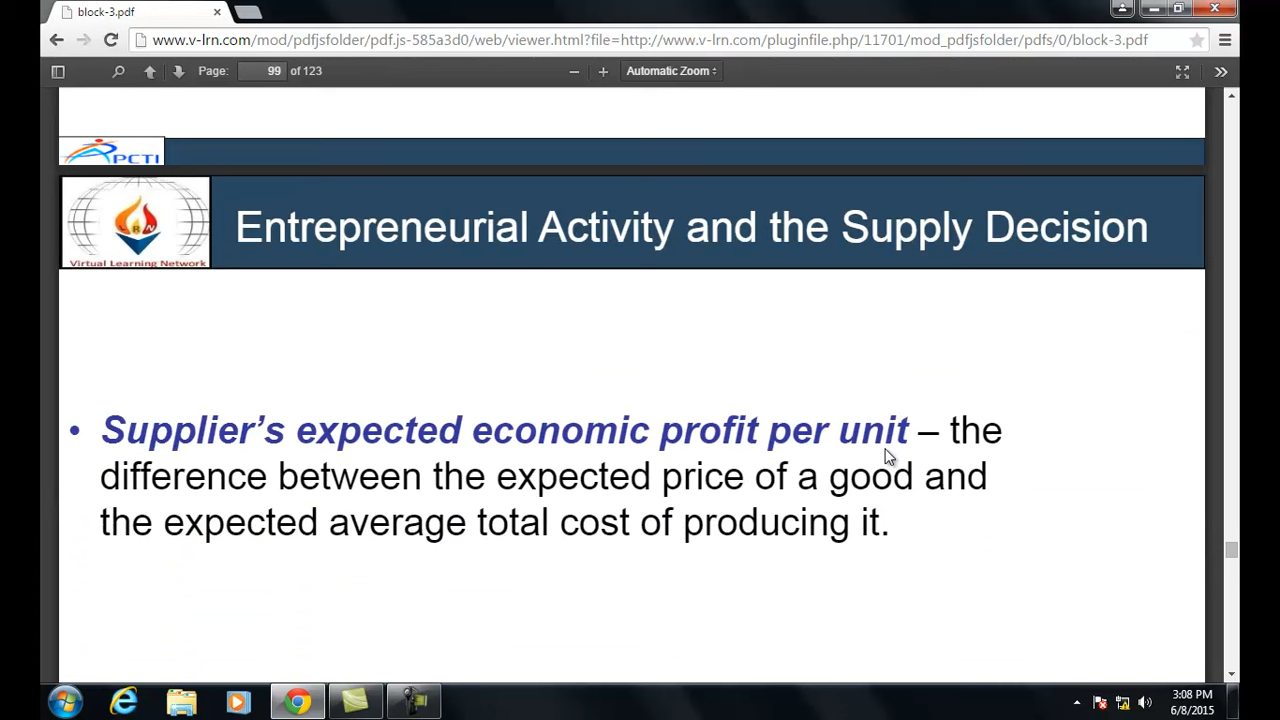 block-3.pdf
www.v-lrn.com/mod/pdfjsfolder/pdf.js-585a3d0/web/viewer.html?file=http://www.v-lrn.com/pluginfile.php/11701/mod_pdfjsfolder/pdfs/0/block-3.pdf
Page: 99 of 123 Automatic Zoom
PCTI
Entrepreneurial Activity and the Supply Decision
RN
Virtual Learning Network
• Supplier's expected economic profit per unit – the
difference between the expected price of a good and
the expected average total cost of producing it.
3:08 PM
6/8/2015